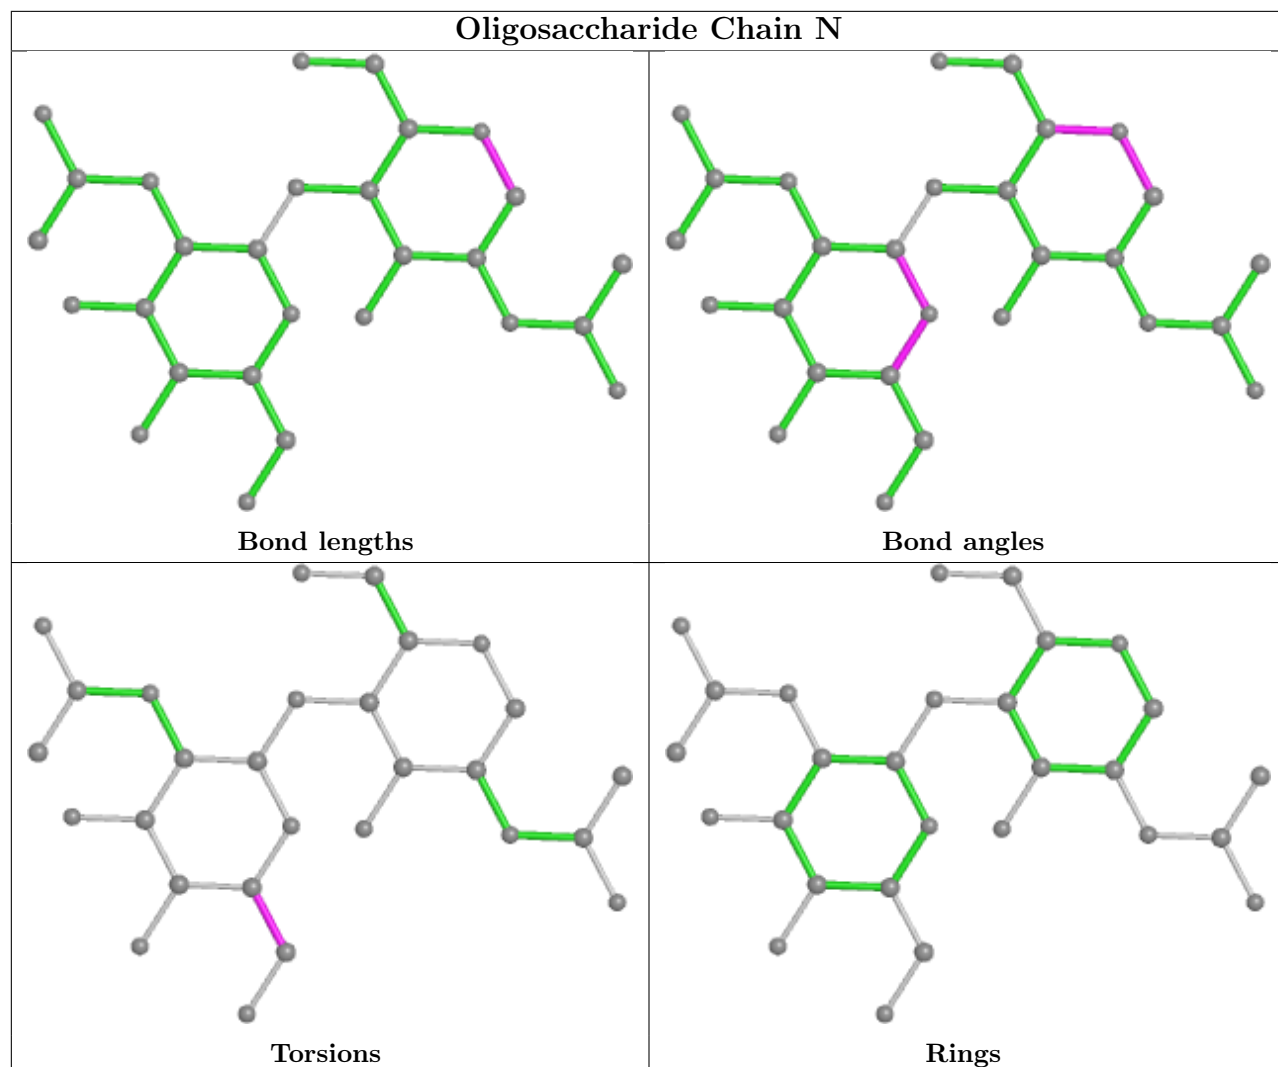 Oligosaccharide Chain N
Bond lengths
Bond angles
Torsions
Rings